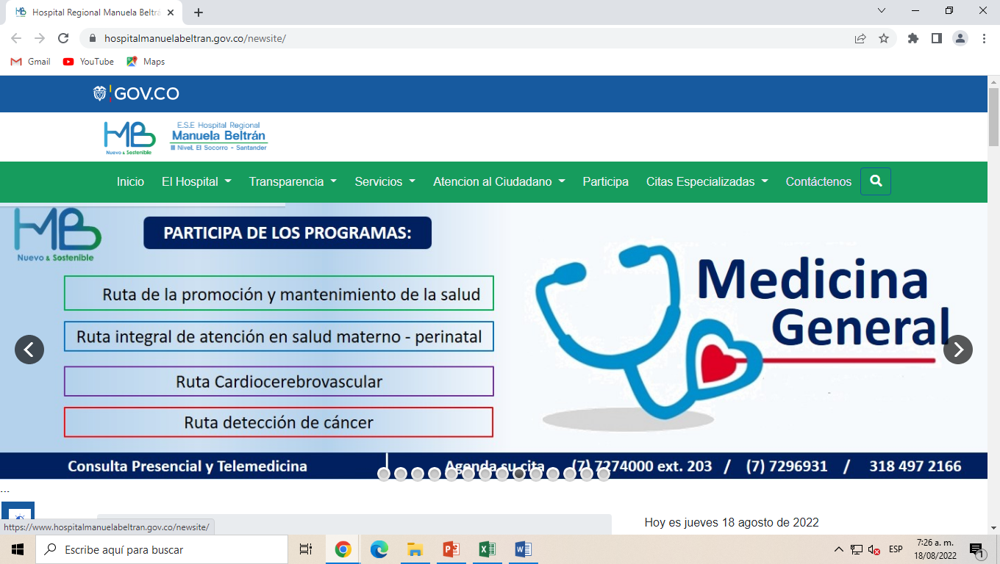 Hospital Regional Manuela Beltrá
hospitalmanuelabeltran.gov.co/newsite/
Gmail YouTube Maps
GOV.CO
MB
Nuevo & Sostenible
E.S.E Hospital Regional
Manuela Beltrán
III Nivel, El Socorro - Santander
Inicio El Hospital Transparencia Servicios Atencion al Ciudadano Participa Citas Especializadas Contáctenos
MB
Nuevo & Sostenible
PARTICIPA DE LOS PROGRAMAS:
Ruta de la promoción y mantenimiento de la salud
Ruta integral de atención en salud materno - perinatal
Ruta Cardiocerebrovascular
Ruta detección de cáncer
Medicina
General
Consulta Presencial y Telemedicina Agenda su cita (7) 7274000 ext. 203 / (7) 7296931 / 318 497 2166
...
Hoy es jueves 18 agosto de 2022
https://www.hospitalmanuelabeltran.gov.co/newsite/
Escribe aquí para buscar
ESP
7:26 a. m.
18/08/2022
1